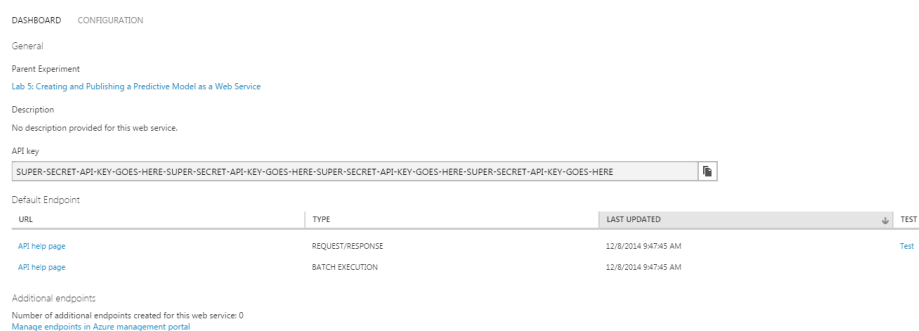 DASHBOARD CONFIGURATION
General
Parent Experiment
Lab 5: Creating and Publishing a Predictive Model as a Web Service
Description
No description provided for this web service.
API key
SUPER-SECRET-API-KEY-GOES-HERE-SUPER-SECRET-API-KEY-GOES-HERE-SUPER-SECRET-API-KEY-GOES-HERE-SUPER-SECRET-API-KEY-GOES-HERE
Default Endpoint
URL TYPE LAST UPDATED TEST
API help page REQUEST/RESPONSE 12/8/2014 9:47:45 AM Test
API help page BATCH EXECUTION 12/8/2014 9:47:45 AM
Additional endpoints
Number of additional endpoints created for this web service: 0
Manage endpoints in Azure management portal